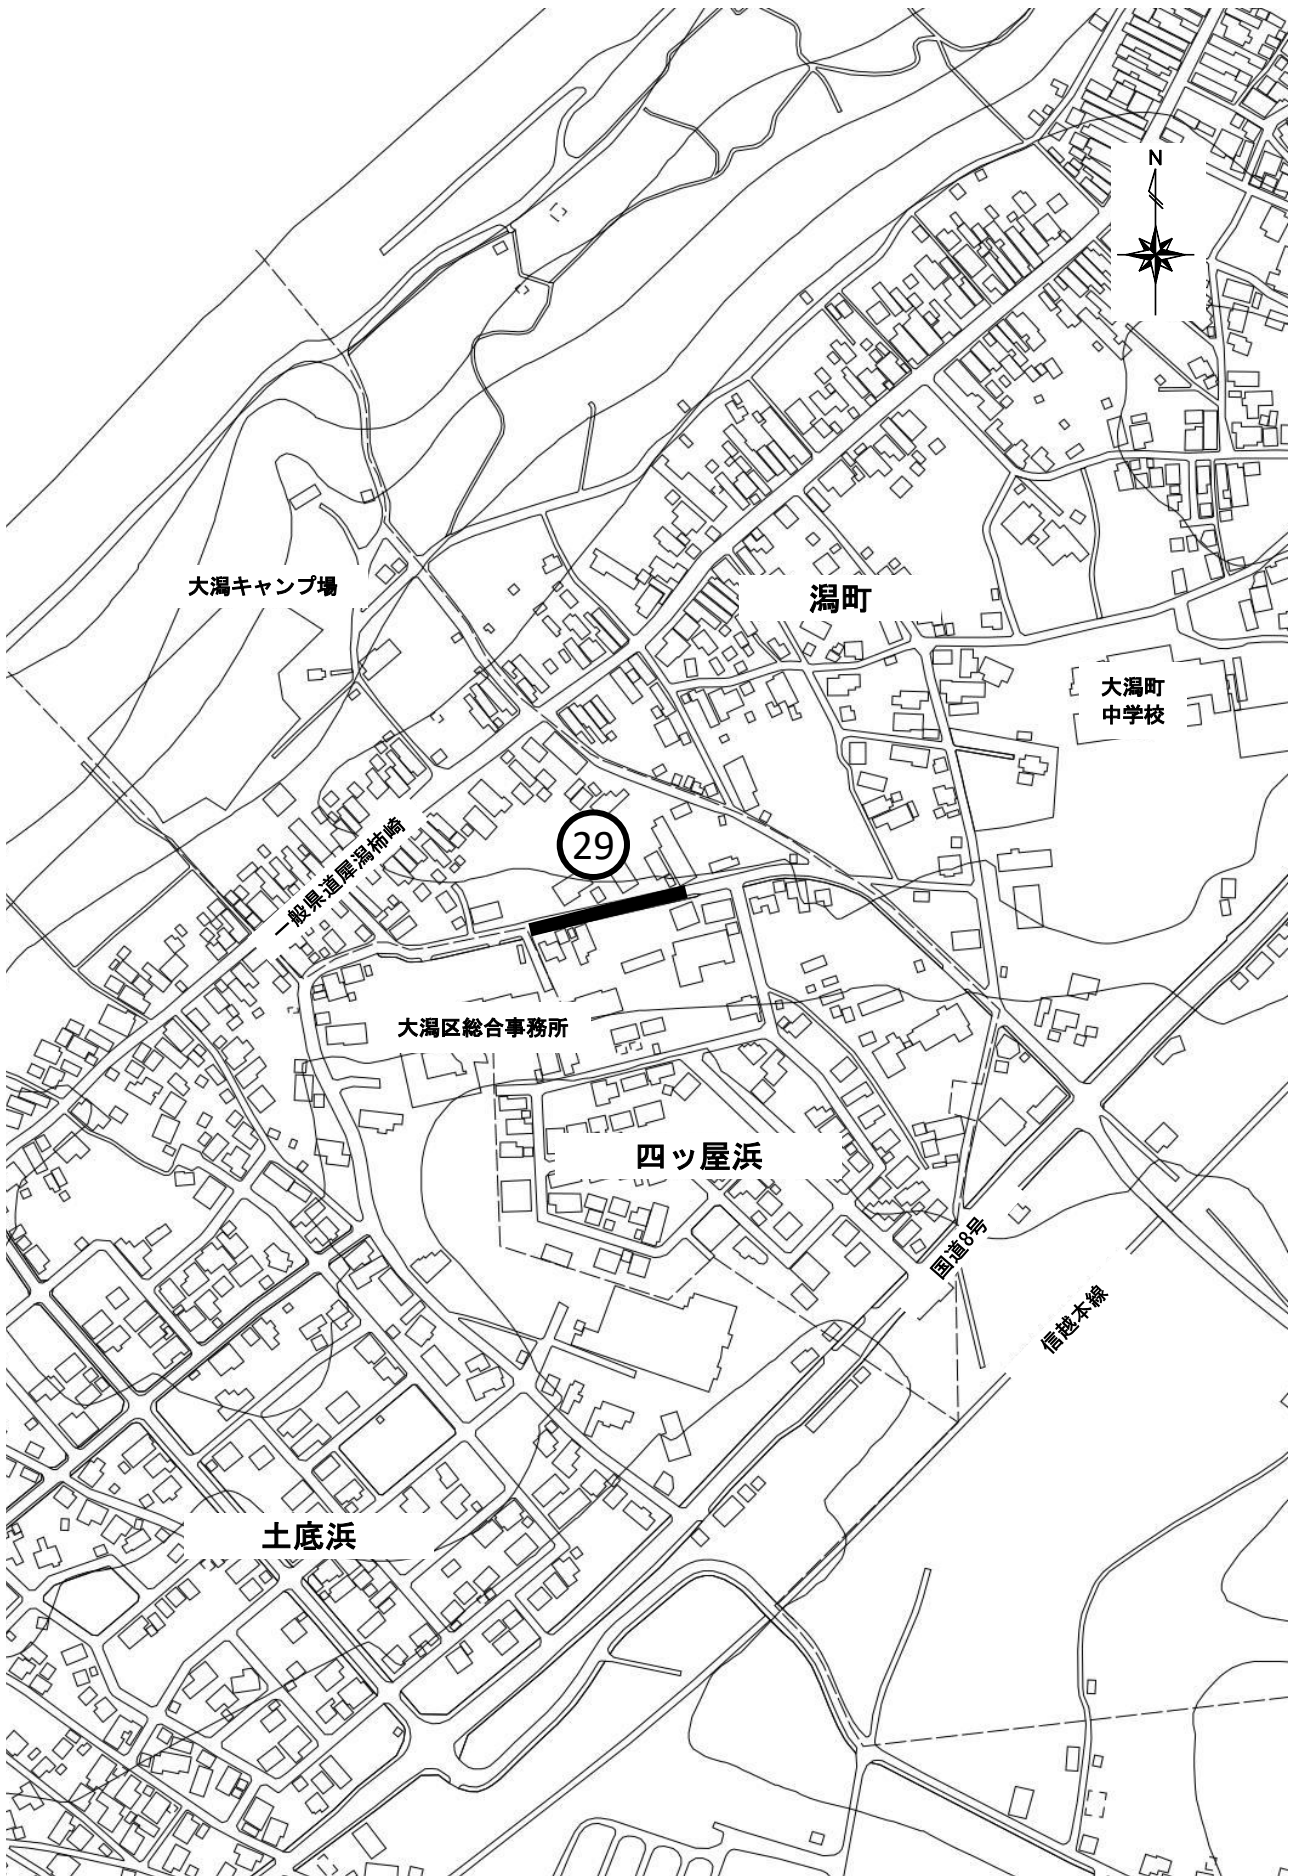 N
大潟キャンプ場
潟町
大潟町
中学校
29
一般県道犀潟柿崎
大潟区総合事務所
四ッ屋浜
国道8号
信越本線
土底浜